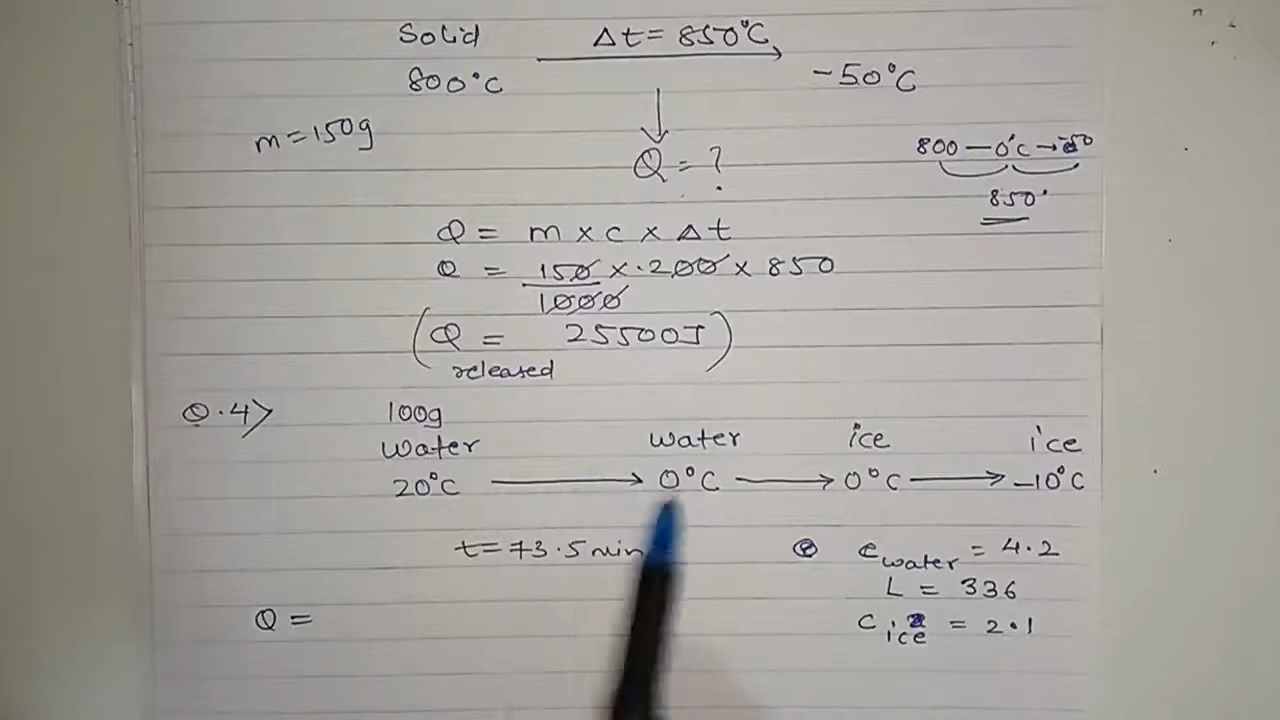 Solid Δt = 850°C
800°C -50°C
m = 150g
Q = ?
800 — 0°C → -50
850°
Q = m × c × Δt
Q = 150 × .200 × 850
1000
(Q = 25500J)
released
Q.4> 100g
water water ice ice
20°C → 0°C → 0°C → -10°C
t = 73.5 min
c water = 4.2
L = 336
Q =
c ice = 2.1